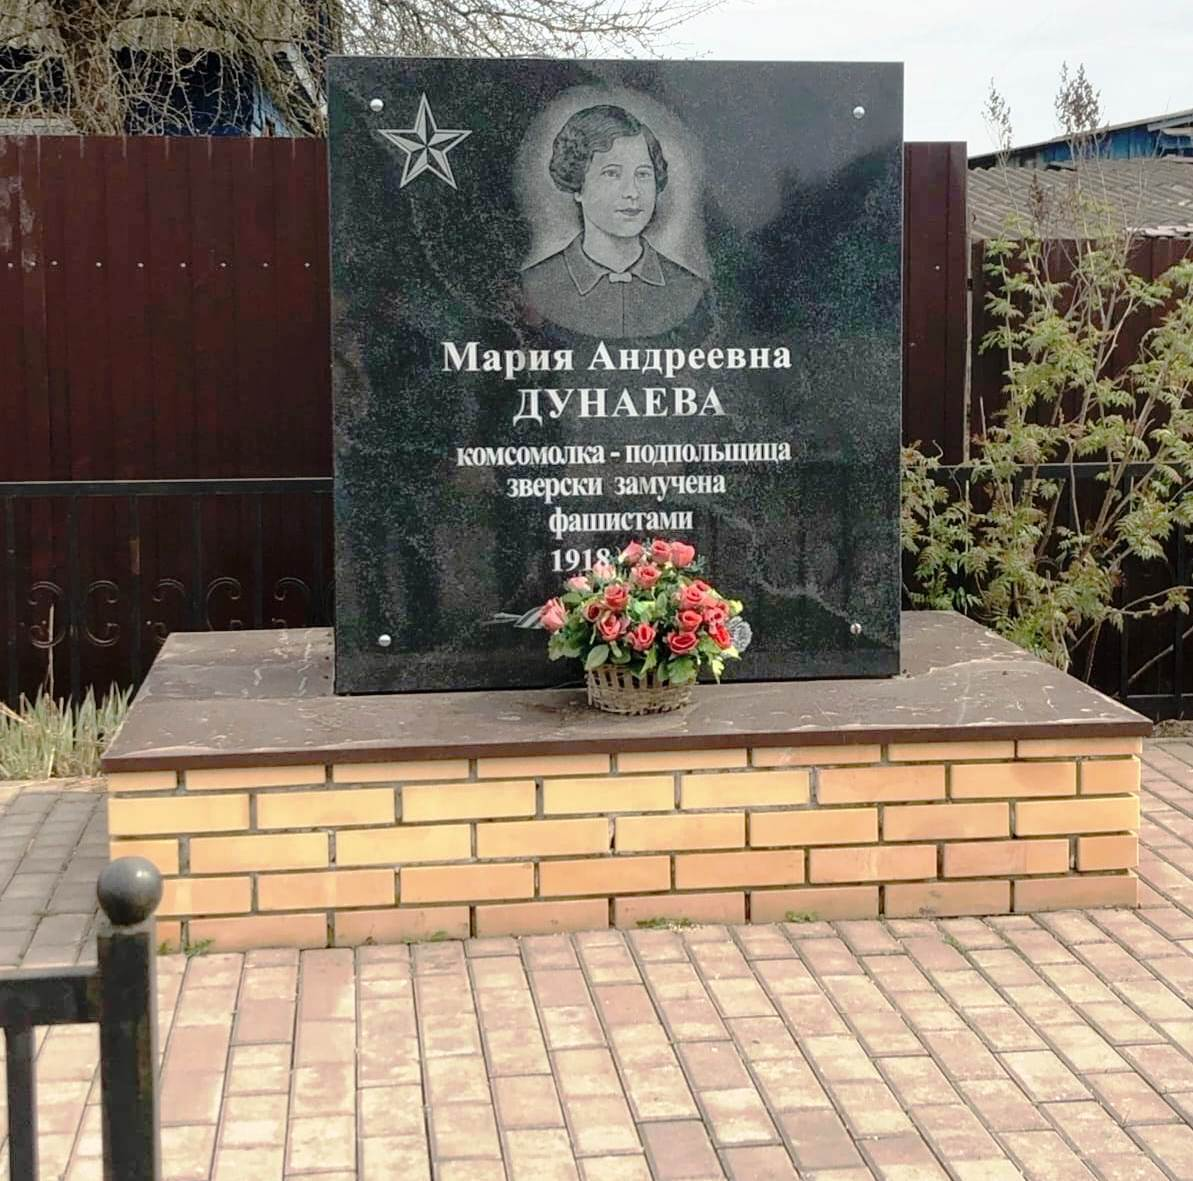 Мария Андреевна
ДУНАЕВА
комсомолка - подпольщица
зверски замучена
фашистами
1918